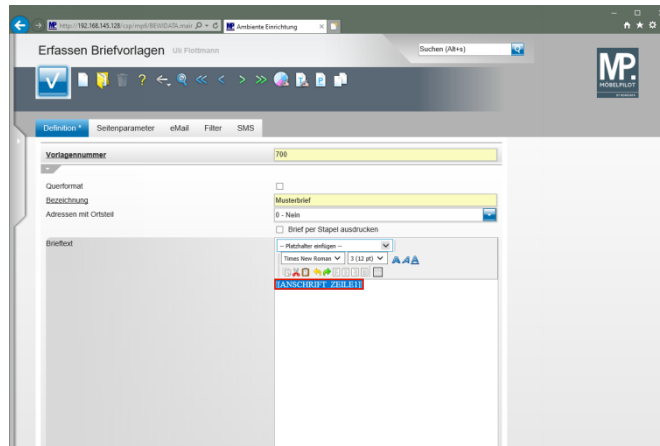 http://192.168.145.128/csp/mp6/BEWIDATA.mair
Ambiente Einrichtung
Erfassen Briefvorlagen Uli Flottmann
Suchen (Alt+s)
MP.
MÖBELPILOT
Definition * Seitenparameter eMail Filter SMS
Vorlagennummer 700
Querformat
Bezeichnung Musterbrief
Adressen mit Ortsteil 0 - Nein
Brief per Stapel ausdrucken
Brieftext -- Platzhalter einfügen --
Times New Roman 3 (12 pt)
[[ANSCHRIFT_ZEILE1]]